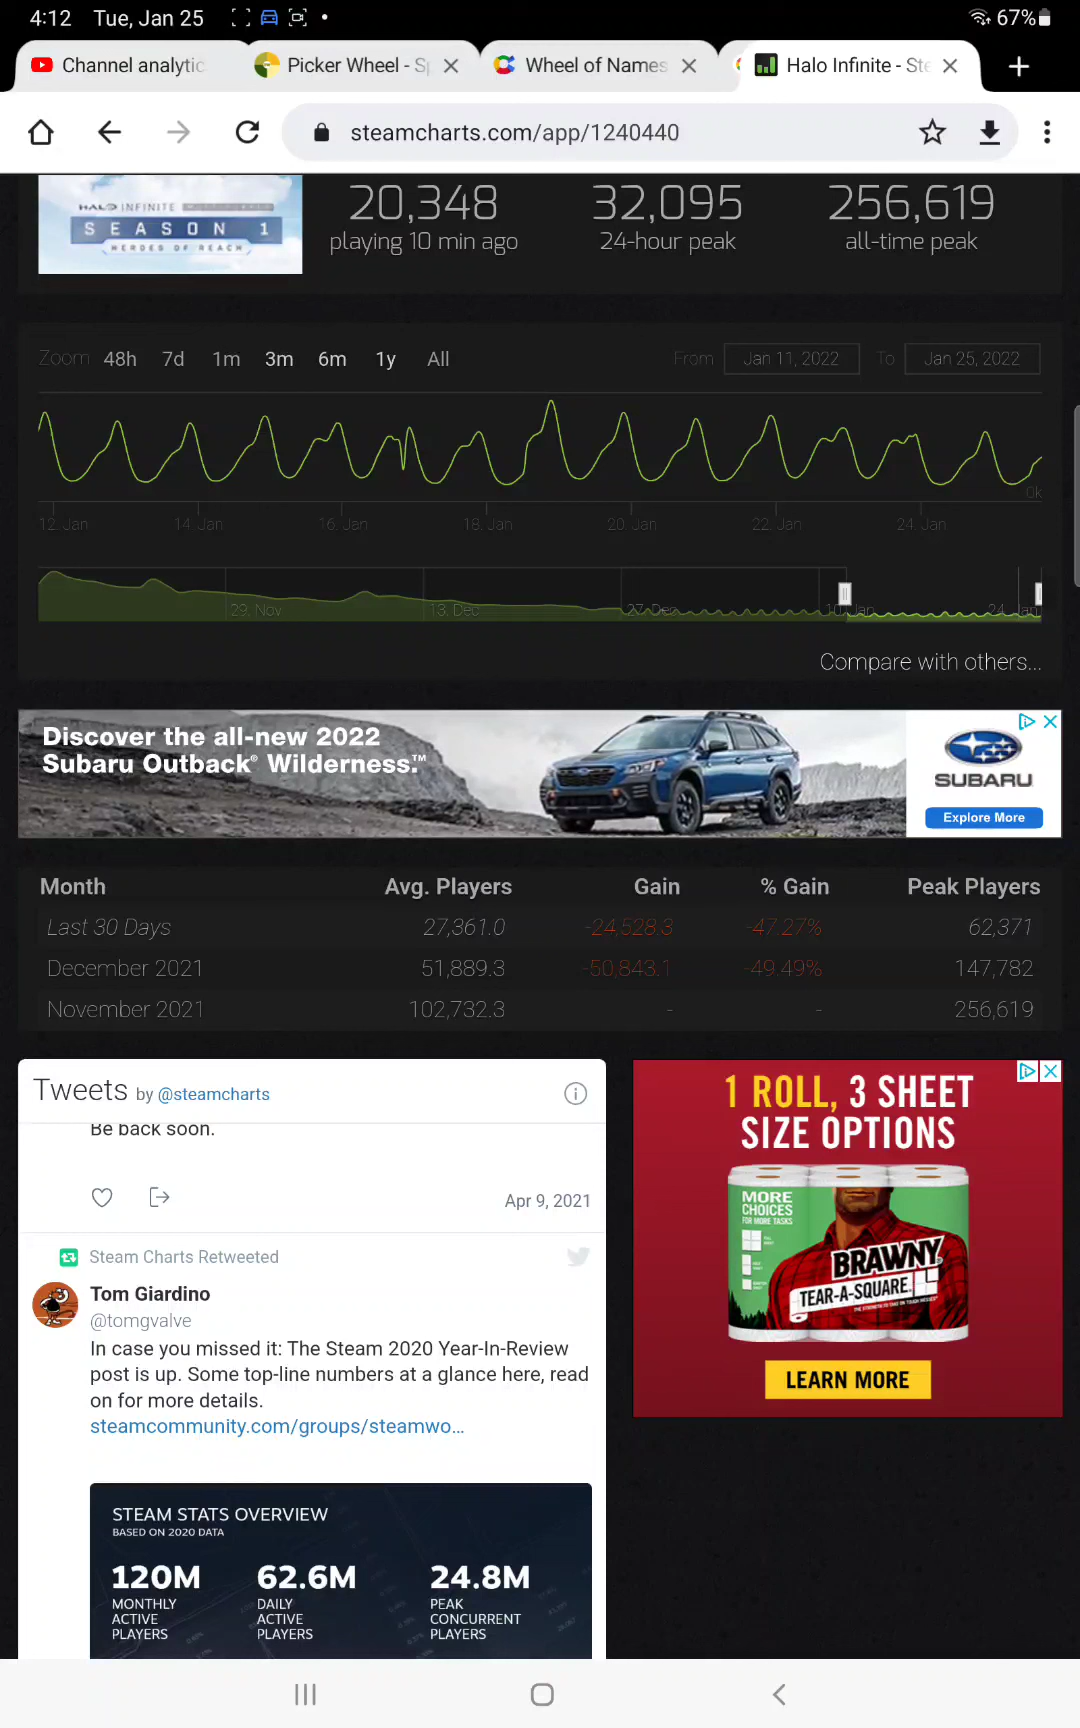 4:12 Tue, Jan 25 67%
Channel analytic Picker Wheel - Sp Wheel of Names Halo Infinite - Ste
steamcharts.com/app/1240440
HALO INFINITE
SEASON 1
HEROES OF REACH
20,348 32,095 256,619
playing 10 min ago 24-hour peak all-time peak
Zoom 48h 7d 1m 3m 6m 1y All From Jan 11, 2022 To Jan 25, 2022
0k
12. Jan 14. Jan 16. Jan 18. Jan 20. Jan 22. Jan 24. Jan
29. Nov 13. Dec 27. Dec 10. Jan 24. Jan
Compare with others...
Discover the all-new 2022
Subaru Outback® Wilderness.™
SUBARU
Explore More
Month Avg. Players Gain % Gain Peak Players
Last 30 Days 27,361.0 -24,528.3 -47.27% 62,371
December 2021 51,889.3 -50,843.1 -49.49% 147,782
November 2021 102,732.3 - - 256,619
Tweets by @steamcharts
Be back soon.
Apr 9, 2021
Steam Charts Retweeted
Tom Giardino
@tomgvalve
In case you missed it: The Steam 2020 Year-In-Review
post is up. Some top-line numbers at a glance here, read
on for more details.
steamcommunity.com/groups/steamwo…
STEAM STATS OVERVIEW
BASED ON 2020 DATA
120M 62.6M 24.8M
MONTHLY DAILY PEAK
ACTIVE ACTIVE CONCURRENT
PLAYERS PLAYERS PLAYERS
1 ROLL, 3 SHEET
SIZE OPTIONS
MORE
CHOICES
FOR MORE TASKS
BRAWNY
TEAR-A-SQUARE.
LEARN MORE